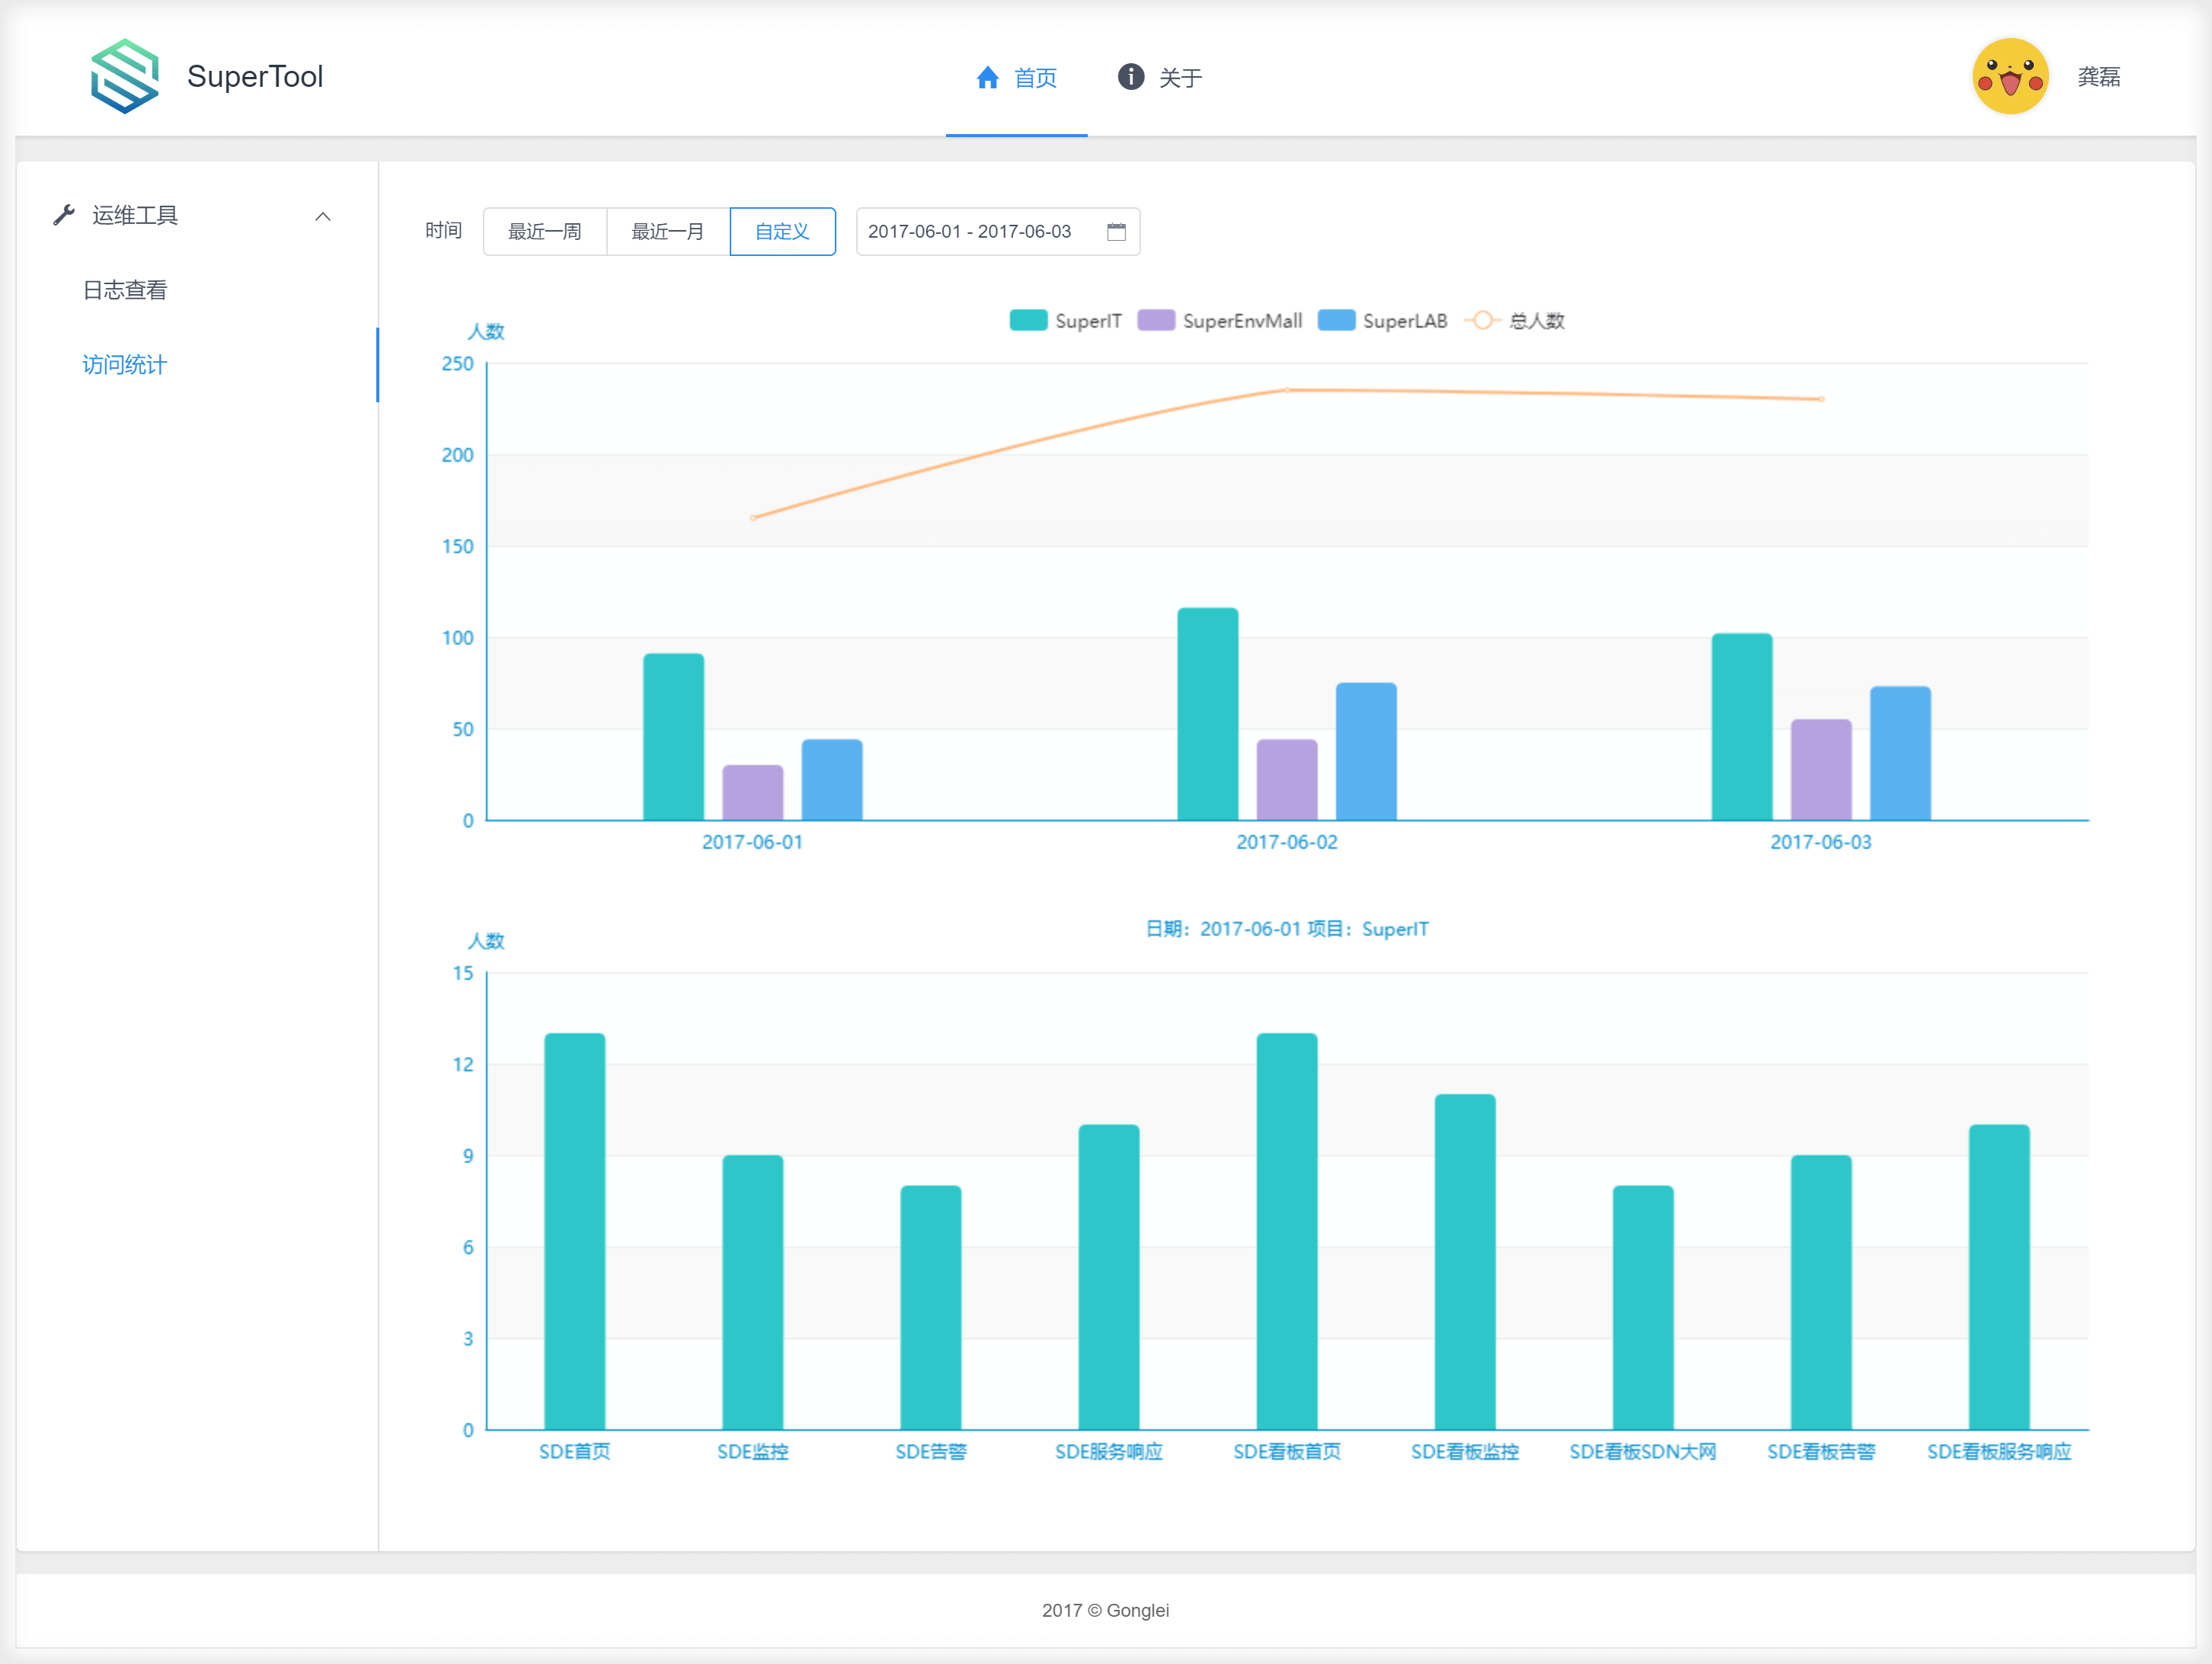 SuperTool
首页
关于
龚磊
运维工具
日志查看
访问统计
时间 最近一周 最近一月 自定义 2017-06-01 - 2017-06-03
SuperIT SuperEnvMall SuperLAB 总人数
人数
250
200
150
100
50
0
2017-06-01 2017-06-02 2017-06-03
日期：2017-06-01 项目：SuperIT
人数
15
12
9
6
3
0
SDE首页 SDE监控 SDE告警 SDE服务响应 SDE看板首页 SDE看板监控 SDE看板SDN大网 SDE看板告警 SDE看板服务响应
2017 © Gonglei